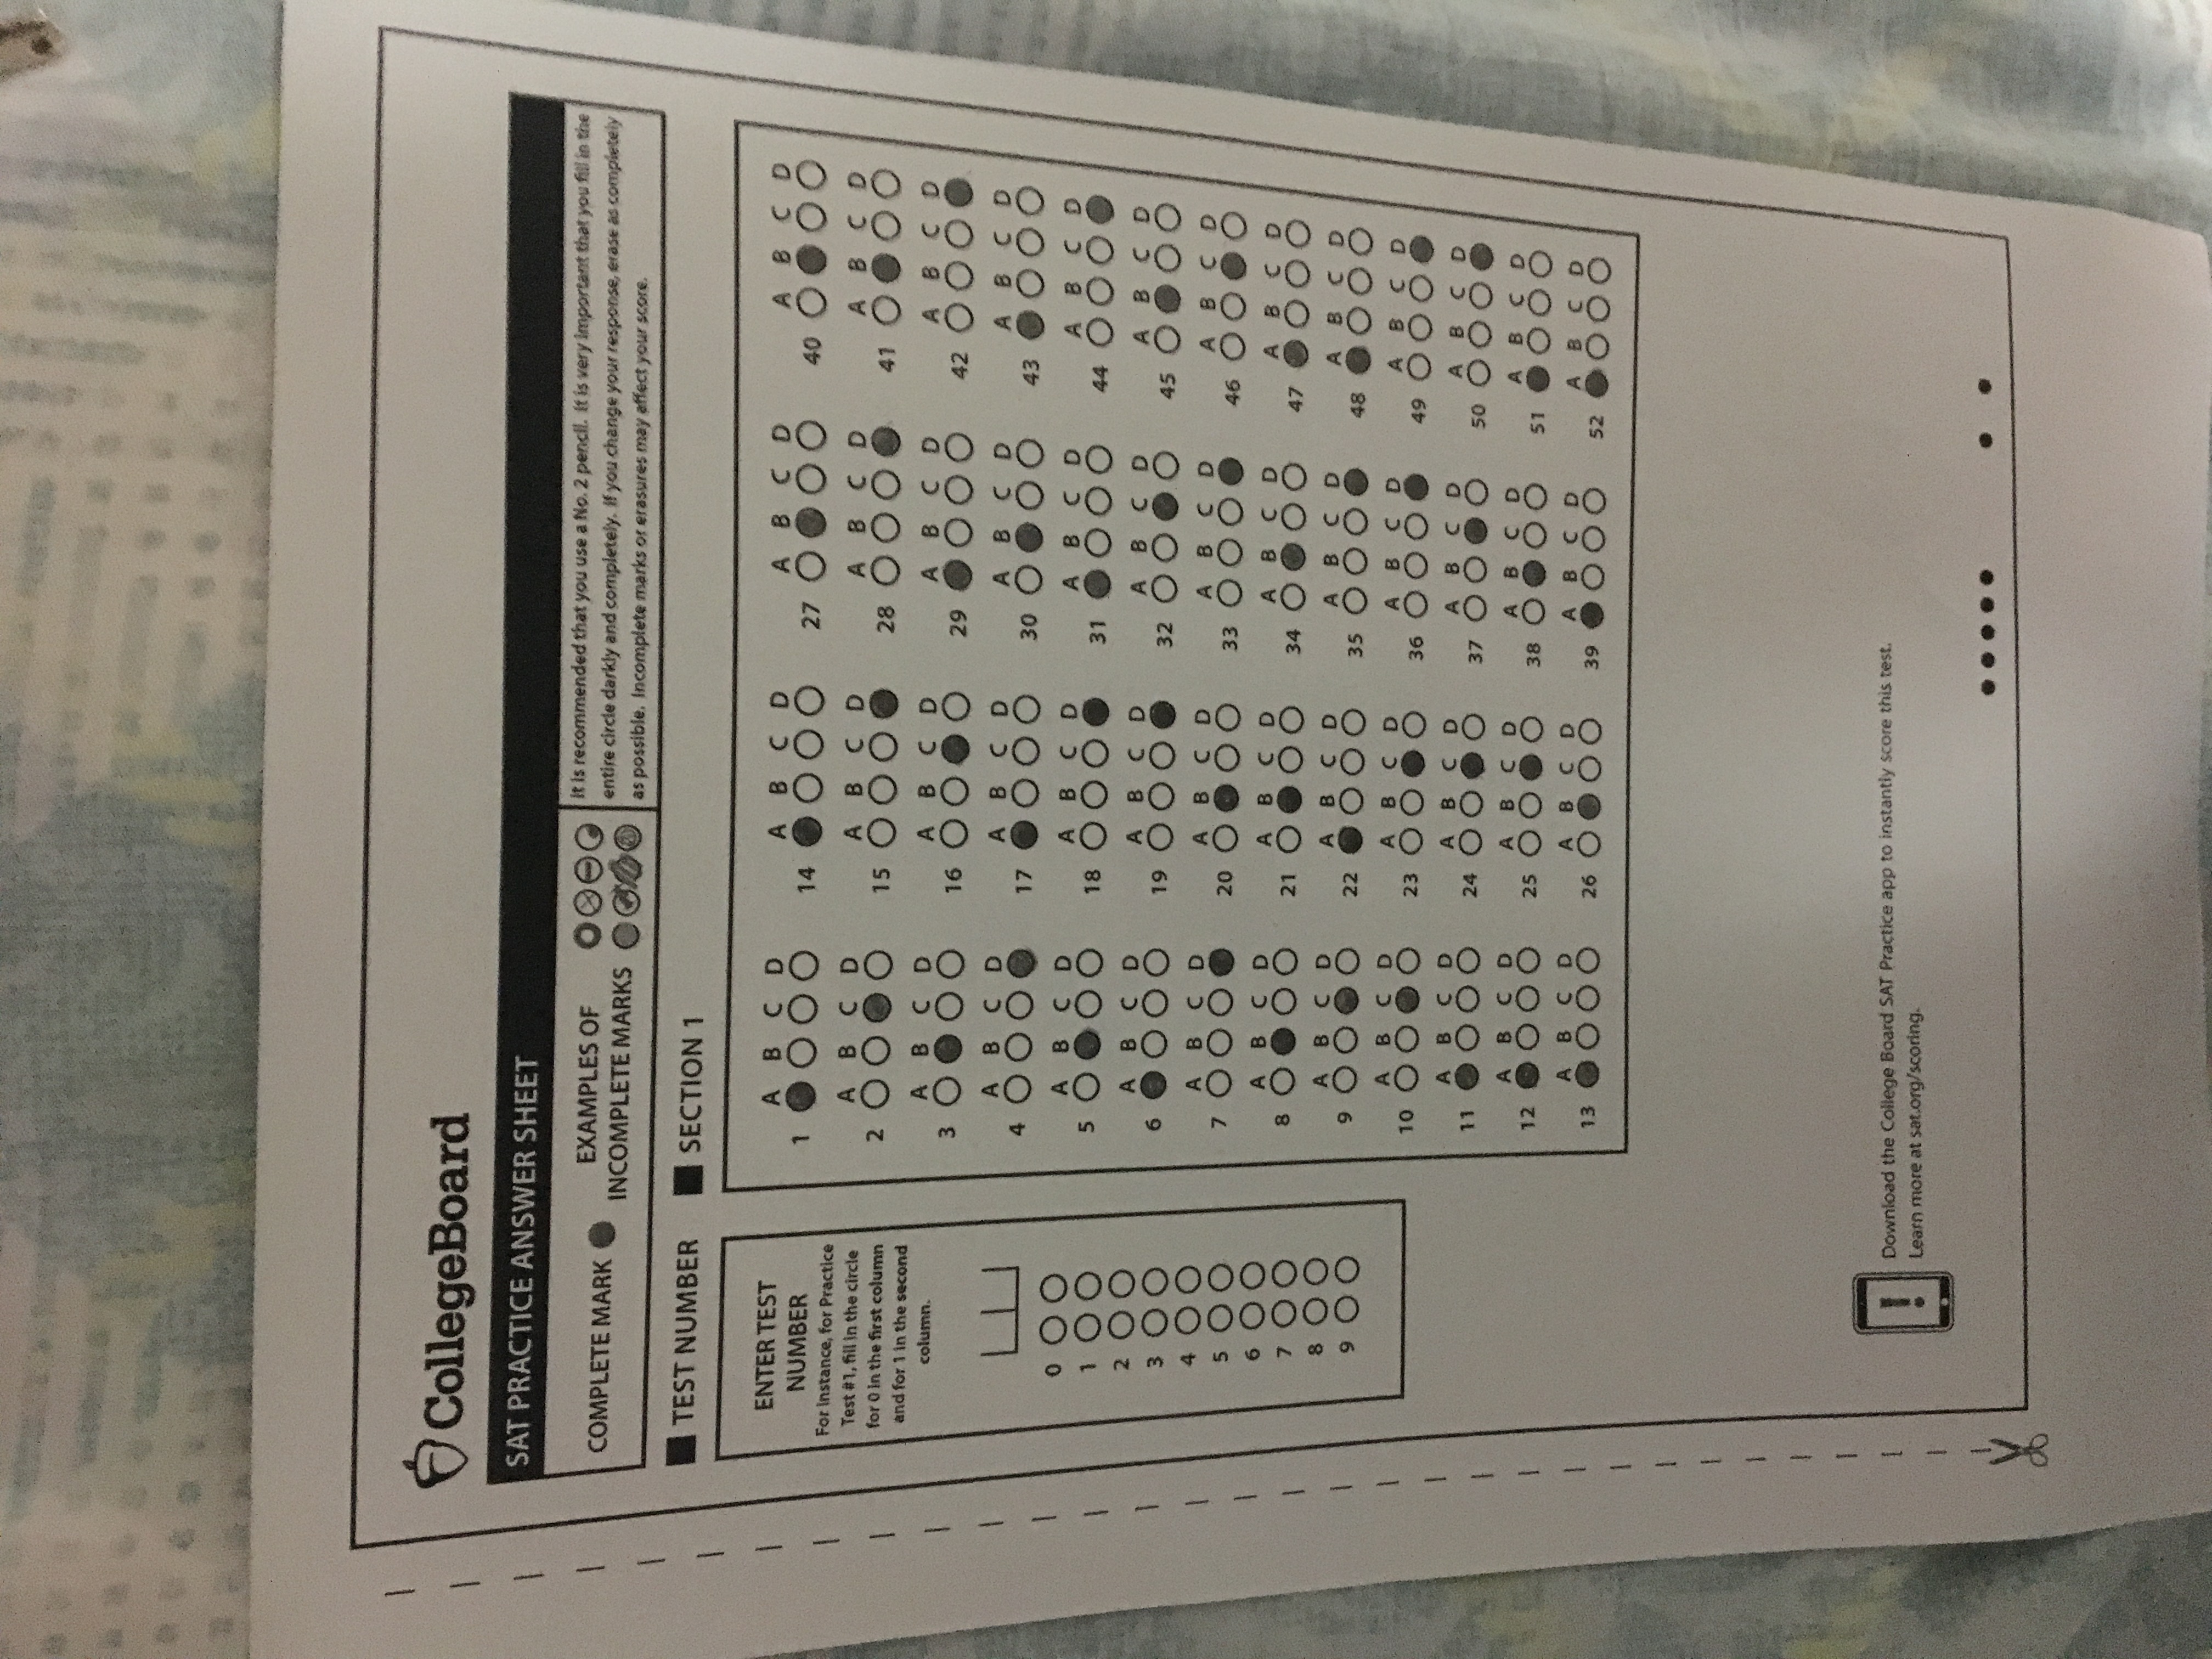 CollegeBoard
SAT PRACTICE ANSWER SHEET
COMPLETE MARK
EXAMPLES OF
INCOMPLETE MARKS
It is recommended that you use a No. 2 pencil. It is very important that you fill in the
entire circle darkly and completely. If you change your response, erase as completely
as possible. Incomplete marks or erasures may affect your score.
TEST NUMBER
ENTER TEST
NUMBER
For instance, for Practice
Test #1, fill in the circle
for 0 in the first column
and for 1 in the second
column.
0
1
2
3
4
5
6
7
8
9
SECTION 1
A B C D
1
A B C D
2
A B C D
3
A B C D
4
A B C D
5
A B C D
6
A B C D
7
A B C D
8
A B C D
9
A B C D
10
A B C D
11
A B C D
12
A B C D
13
A B C D
14
A B C D
15
A B C D
16
A B C D
17
A B C D
18
A B C D
19
A B C D
20
A B C D
21
A B C D
22
A B C D
23
A B C D
24
A B C D
25
A B C D
26
A B C D
27
A B C D
28
A B C D
29
A B C D
30
A B C D
31
A B C D
32
A B C D
33
A B C D
34
A B C D
35
A B C D
36
A B C D
37
A B C D
38
A B C D
39
A B C D
40
A B C D
41
A B C D
42
A B C D
43
A B C D
44
A B C D
45
A B C D
46
A B C D
47
A B C D
48
A B C D
49
A B C D
50
A B C D
51
A B C D
52
!
Download the College Board SAT Practice app to instantly score this test.
Learn more at sat.org/scoring.